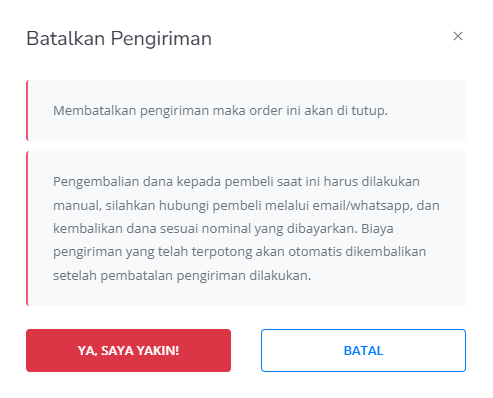 Batalkan Pengiriman
×
Membatalkan pengiriman maka order ini akan di tutup.
Pengembalian dana kepada pembeli saat ini harus dilakukan
manual, silahkan hubungi pembeli melalui email/whatsapp, dan
kembalikan dana sesuai nominal yang dibayarkan. Biaya
pengiriman yang telah terpotong akan otomatis dikembalikan
setelah pembatalan pengiriman dilakukan.
YA, SAYA YAKIN!
BATAL